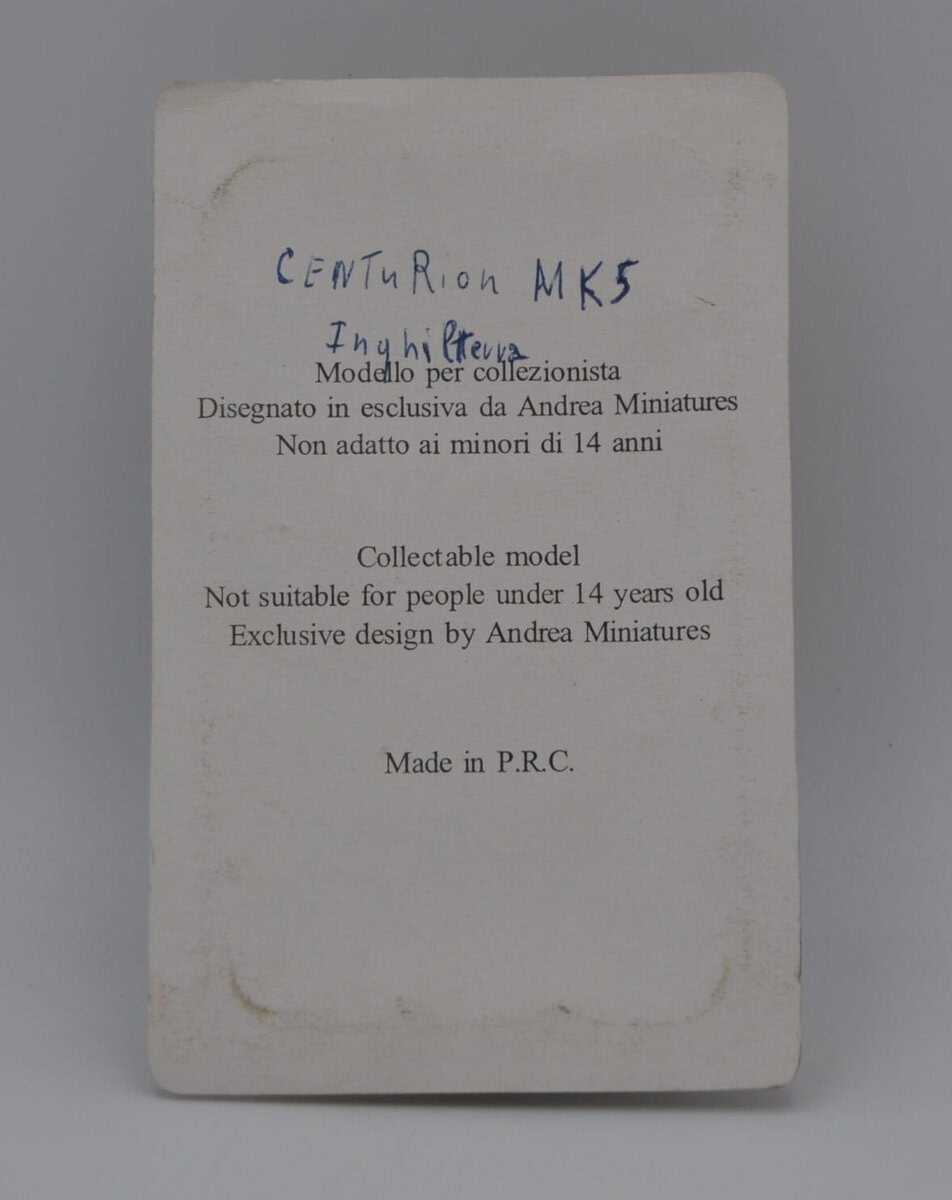 CENTuRion MK5
Inghilterra
Modello per collezionista
Disegnato in esclusiva da Andrea Miniatures
Non adatto ai minori di 14 anni
Collectable model
Not suitable for people under 14 years old
Exclusive design by Andrea Miniatures
Made in P.R.C.